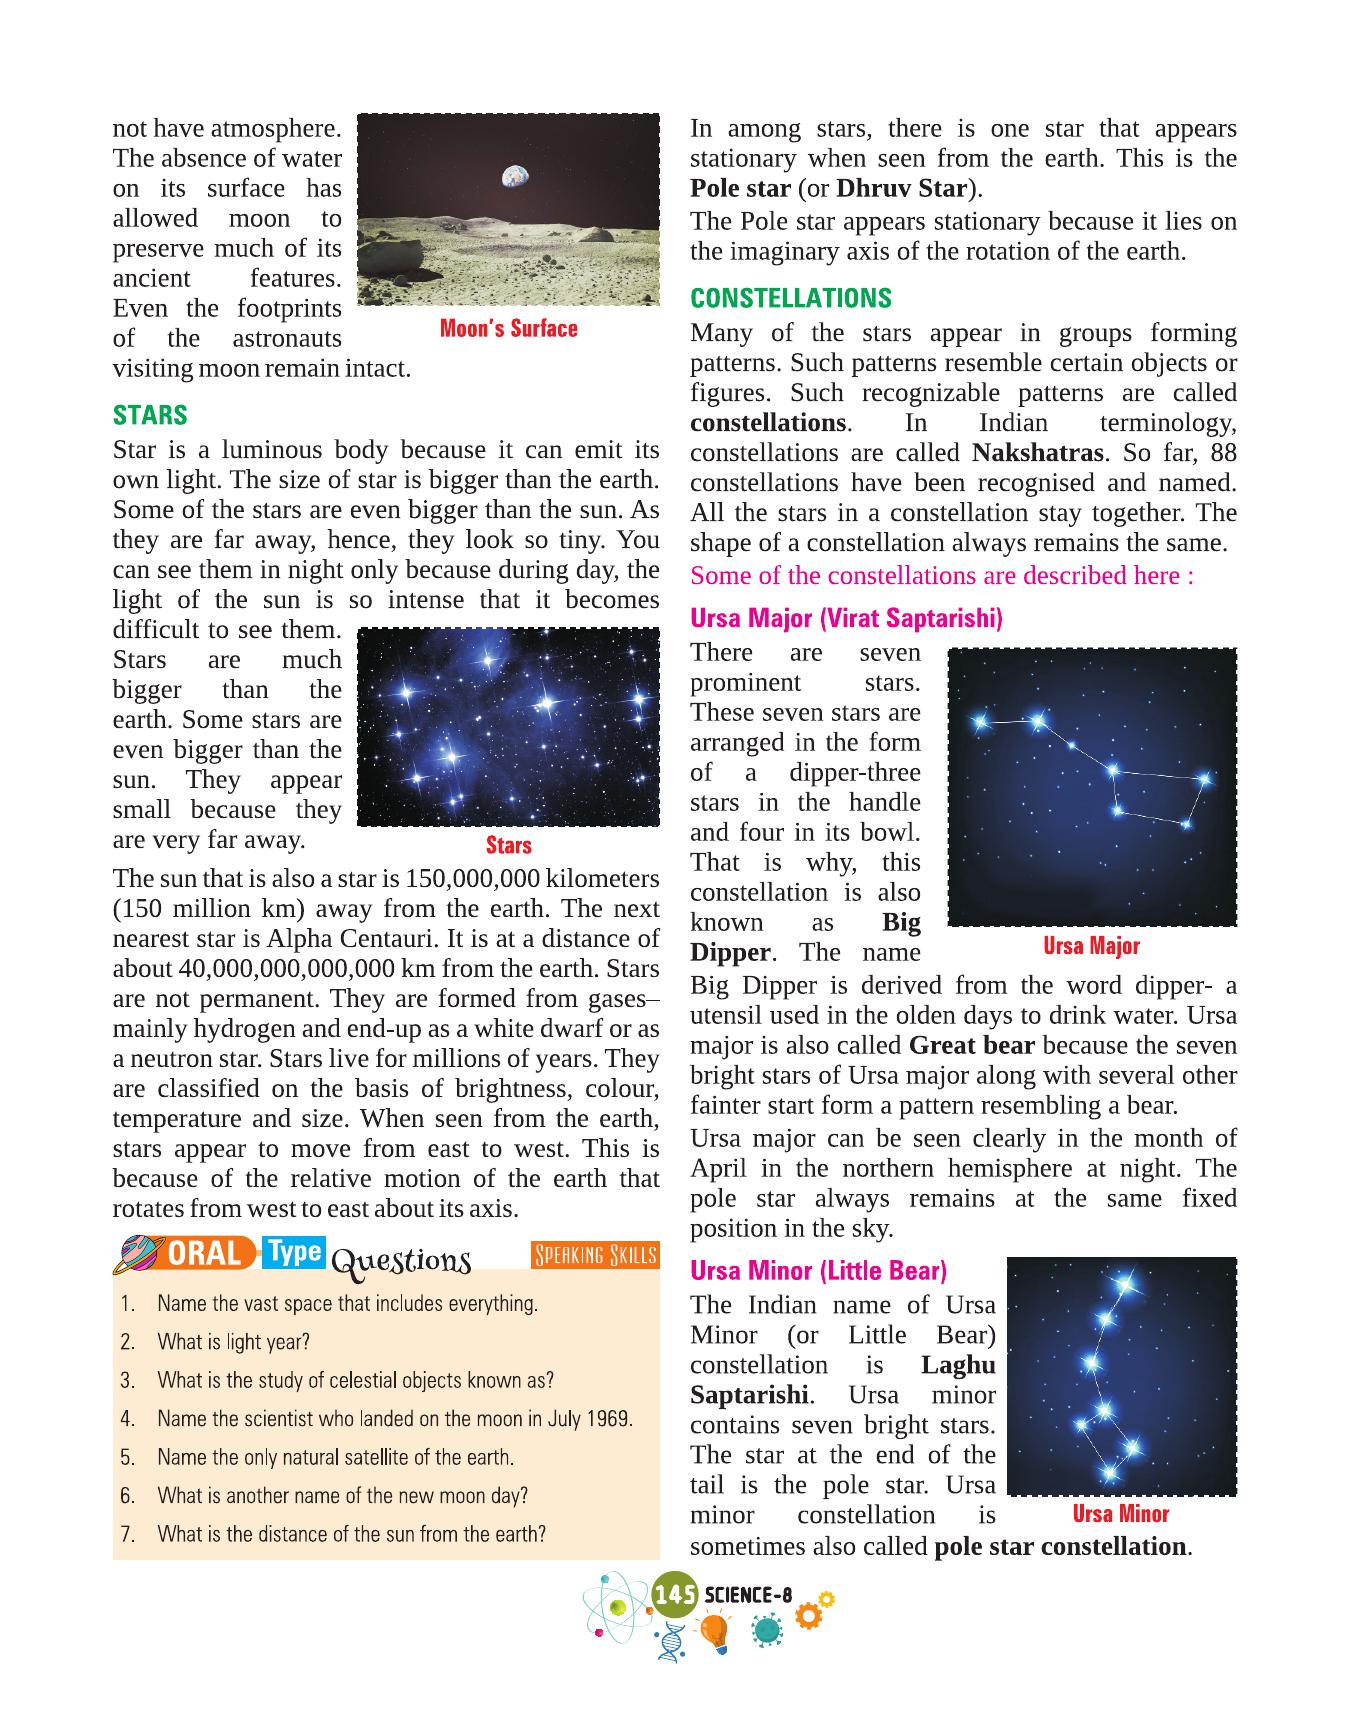 not have atmosphere.
The absence of water
on its surface has
allowed moon to
preserve much of its
ancient features.
Even the footprints
of the astronauts
visiting moon remain intact.
Moon's Surface
STARS
Star is a luminous body because it can emit its
own light. The size of star is bigger than the earth.
Some of the stars are even bigger than the sun. As
they are far away, hence, they look so tiny. You
can see them in night only because during day, the
light of the sun is so intense that it becomes
difficult to see them.
Stars are much
bigger than the
earth. Some stars are
even bigger than the
sun. They appear
small because they
are very far away.
Stars
The sun that is also a star is 150,000,000 kilometers
(150 million km) away from the earth. The next
nearest star is Alpha Centauri. It is at a distance of
about 40,000,000,000,000 km from the earth. Stars
are not permanent. They are formed from gases–
mainly hydrogen and end-up as a white dwarf or as
a neutron star. Stars live for millions of years. They
are classified on the basis of brightness, colour,
temperature and size. When seen from the earth,
stars appear to move from east to west. This is
because of the relative motion of the earth that
rotates from west to east about its axis.
ORAL Type Questions SPEAKING SKILLS
1. Name the vast space that includes everything.
2. What is light year?
3. What is the study of celestial objects known as?
4. Name the scientist who landed on the moon in July 1969.
5. Name the only natural satellite of the earth.
6. What is another name of the new moon day?
7. What is the distance of the sun from the earth?
In among stars, there is one star that appears
stationary when seen from the earth. This is the
Pole star (or Dhruv Star).
The Pole star appears stationary because it lies on
the imaginary axis of the rotation of the earth.
CONSTELLATIONS
Many of the stars appear in groups forming
patterns. Such patterns resemble certain objects or
figures. Such recognizable patterns are called
constellations. In Indian terminology,
constellations are called Nakshatras. So far, 88
constellations have been recognised and named.
All the stars in a constellation stay together. The
shape of a constellation always remains the same.
Some of the constellations are described here :
Ursa Major (Virat Saptarishi)
There are seven
prominent stars.
These seven stars are
arranged in the form
of a dipper-three
stars in the handle
and four in its bowl.
That is why, this
constellation is also
known as Big
Dipper. The name
Ursa Major
Big Dipper is derived from the word dipper- a
utensil used in the olden days to drink water. Ursa
major is also called Great bear because the seven
bright stars of Ursa major along with several other
fainter start form a pattern resembling a bear.
Ursa major can be seen clearly in the month of
April in the northern hemisphere at night. The
pole star always remains at the same fixed
position in the sky.
Ursa Minor (Little Bear)
The Indian name of Ursa
Minor (or Little Bear)
constellation is Laghu
Saptarishi. Ursa minor
contains seven bright stars.
The star at the end of the
tail is the pole star. Ursa
minor constellation is
sometimes also called pole star constellation.
Ursa Minor
145 SCIENCE-8